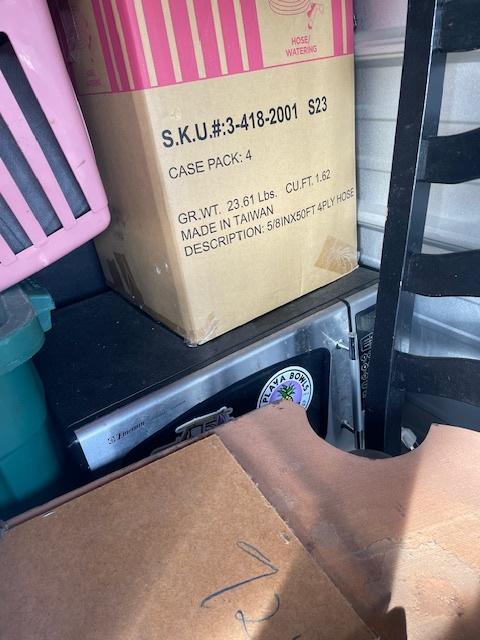 HOSE/
WATERING
S.K.U.#:3-418-2001 S23
CASE PACK: 4
GR.WT. 23.61 Lbs. CU.FT. 1.62
MADE IN TAIWAN
DESCRIPTION: 5/8INX50FT 4PLY HOSE
PLAYA BOWLS
Emerson